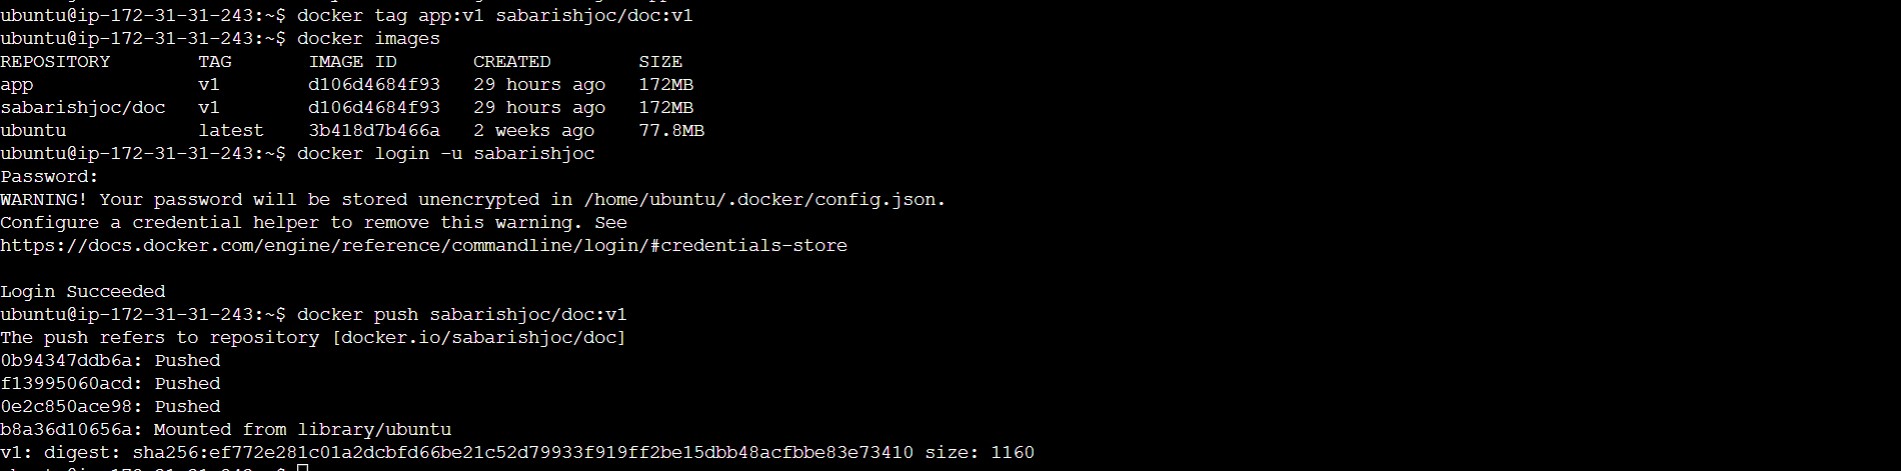 ubuntu@ip-172-31-31-243:~$ docker tag app:v1 sabarishjoc/doc:v1
ubuntu@ip-172-31-31-243:~$ docker images
REPOSITORY TAG IMAGE ID CREATED SIZE
app v1 d106d4684f93 29 hours ago 172MB
sabarishjoc/doc v1 d106d4684f93 29 hours ago 172MB
ubuntu latest 3b418d7b466a 2 weeks ago 77.8MB
ubuntu@ip-172-31-31-243:~$ docker login -u sabarishjoc
Password:
WARNING! Your password will be stored unencrypted in /home/ubuntu/.docker/config.json.
Configure a credential helper to remove this warning. See
https://docs.docker.com/engine/reference/commandline/login/#credentials-store
Login Succeeded
ubuntu@ip-172-31-31-243:~$ docker push sabarishjoc/doc:v1
The push refers to repository [docker.io/sabarishjoc/doc]
0b94347ddb6a: Pushed
f13995060acd: Pushed
0e2c850ace98: Pushed
b8a36d10656a: Mounted from library/ubuntu
v1: digest: sha256:ef772e281c01a2dcbfd66be21c52d79933f919ff2be15dbb48acfbbe83e73410 size: 1160